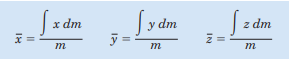 x̄ = ∫ x dm / m    ȳ = ∫ y dm / m    z̄ = ∫ z dm / m